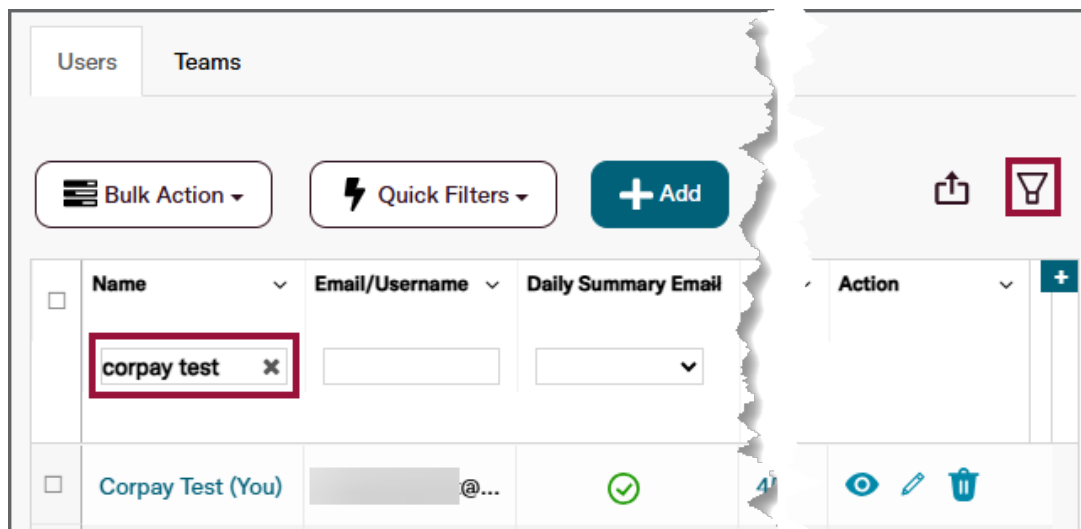 Users Teams
Bulk Action Quick Filters Add
Name Email/Username Daily Summary Email Action
corpay test
Corpay Test (You) @...